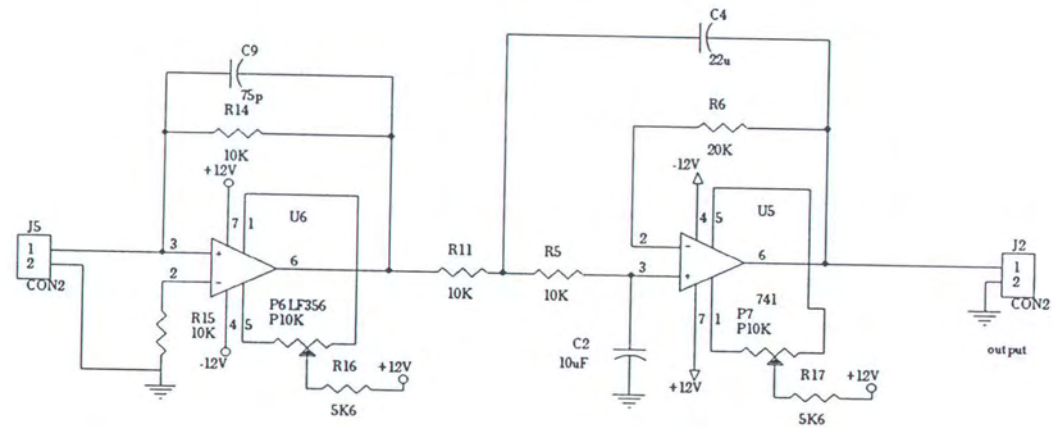 C4
22u
C9
75p
R14
10K
+12V
7
1
U6
J5
1
2
CON2
3
+
2
-
6
R15
10K
4
5
-12V
P6 LF356
P10K
R16
5K6
+12V
R11
10K
R5
10K
R6
20K
-12V
4
5
U5
2
-
3
+
6
7
1
741
P7
P10K
C2
10uF
+12V
R17
5K6
+12V
J2
1
2
CON2
output